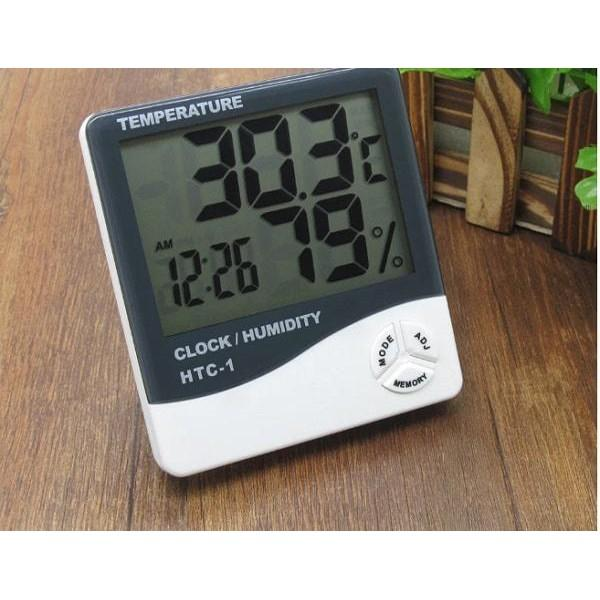 TEMPERATURE
30.3°C
79%
AM
12:26
CLOCK / HUMIDITY
HTC-1
MODE
ADJ
MEMORY